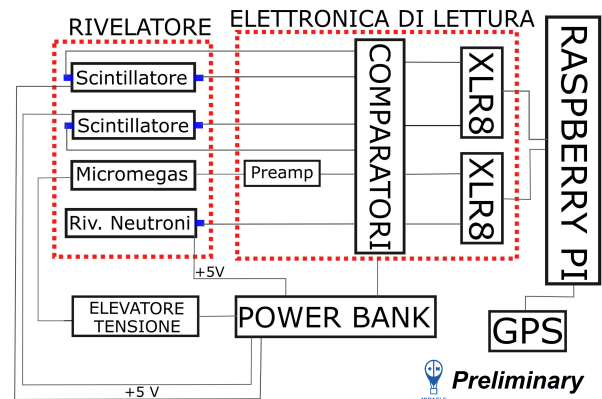 RIVELATORE
ELETTRONICA DI LETTURA
Scintillatore
Scintillatore
Micromegas
Riv. Neutroni
Preamp
COMPARATORI
XLR8
XLR8
RASPBERRY PI
+5V
ELEVATORE
TENSIONE
POWER BANK
GPS
+5 V
Preliminary
MIRACLE